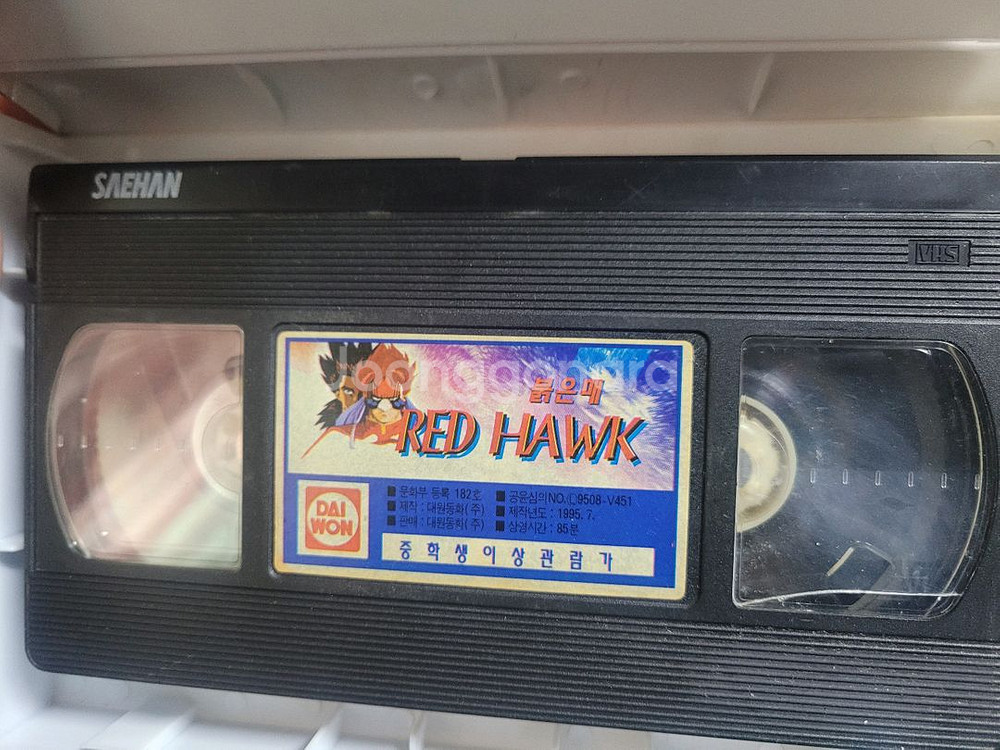 SAEHAN
VHS
Joonggonara
붉은매
RED HAWK
DAI
WON
■ 문화부 등록 182호
■ 제작 : 대원동화(주)
■ 판매 : 대원동화(주)
■ 공윤심의NO.Ⓛ9508-V451
■ 제작년도 : 1995. 7.
■ 상영시간 : 85분
중학생이상관람가